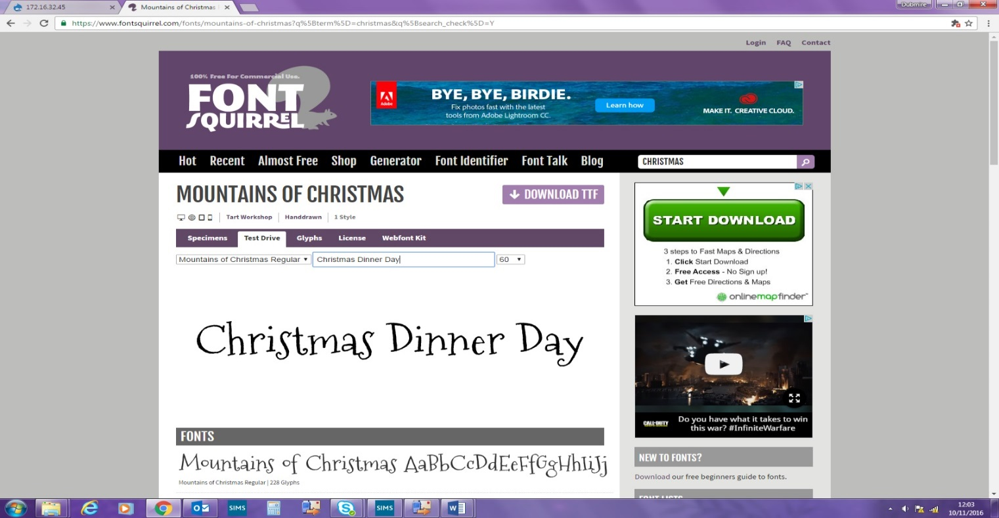 172.16.32.45
Mountains of Christmas
Dubmire
https://www.fontsquirrel.com/fonts/mountains-of-christmas?q%5Bterm%5D=christmas&q%5Bsearch_check%5D=Y
Login FAQ Contact
100% Free For Commercial Use.
FONT
SQUIRREL
Adobe
BYE, BYE, BIRDIE.
Fix photos fast with the latest
tools from Adobe Lightroom CC.
Learn how
MAKE IT. CREATIVE CLOUD.
Hot Recent Almost Free Shop Generator Font Identifier Font Talk Blog
CHRISTMAS
MOUNTAINS OF CHRISTMAS
DOWNLOAD TTF
Tart Workshop Handdrawn 1 Style
Specimens Test Drive Glyphs License Webfont Kit
Mountains of Christmas Regular Christmas Dinner Day 60
Christmas Dinner Day
FONTS
Mountains of Christmas AaBbCcDdEeFfGgHhIiJj
Mountains of Christmas Regular | 228 Glyphs
START DOWNLOAD
3 steps to Fast Maps & Directions
1. Click Start Download
2. Free Access - No Sign up!
3. Get Free Directions & Maps
onlinemapfinder™
CALL OF DUTY
Do you have what it takes to win
this war? #InfiniteWarfare
NEW TO FONTS?
Download our free beginners guide to fonts.
FONT LISTS
SIMS
SIMS
12:03
10/11/2016